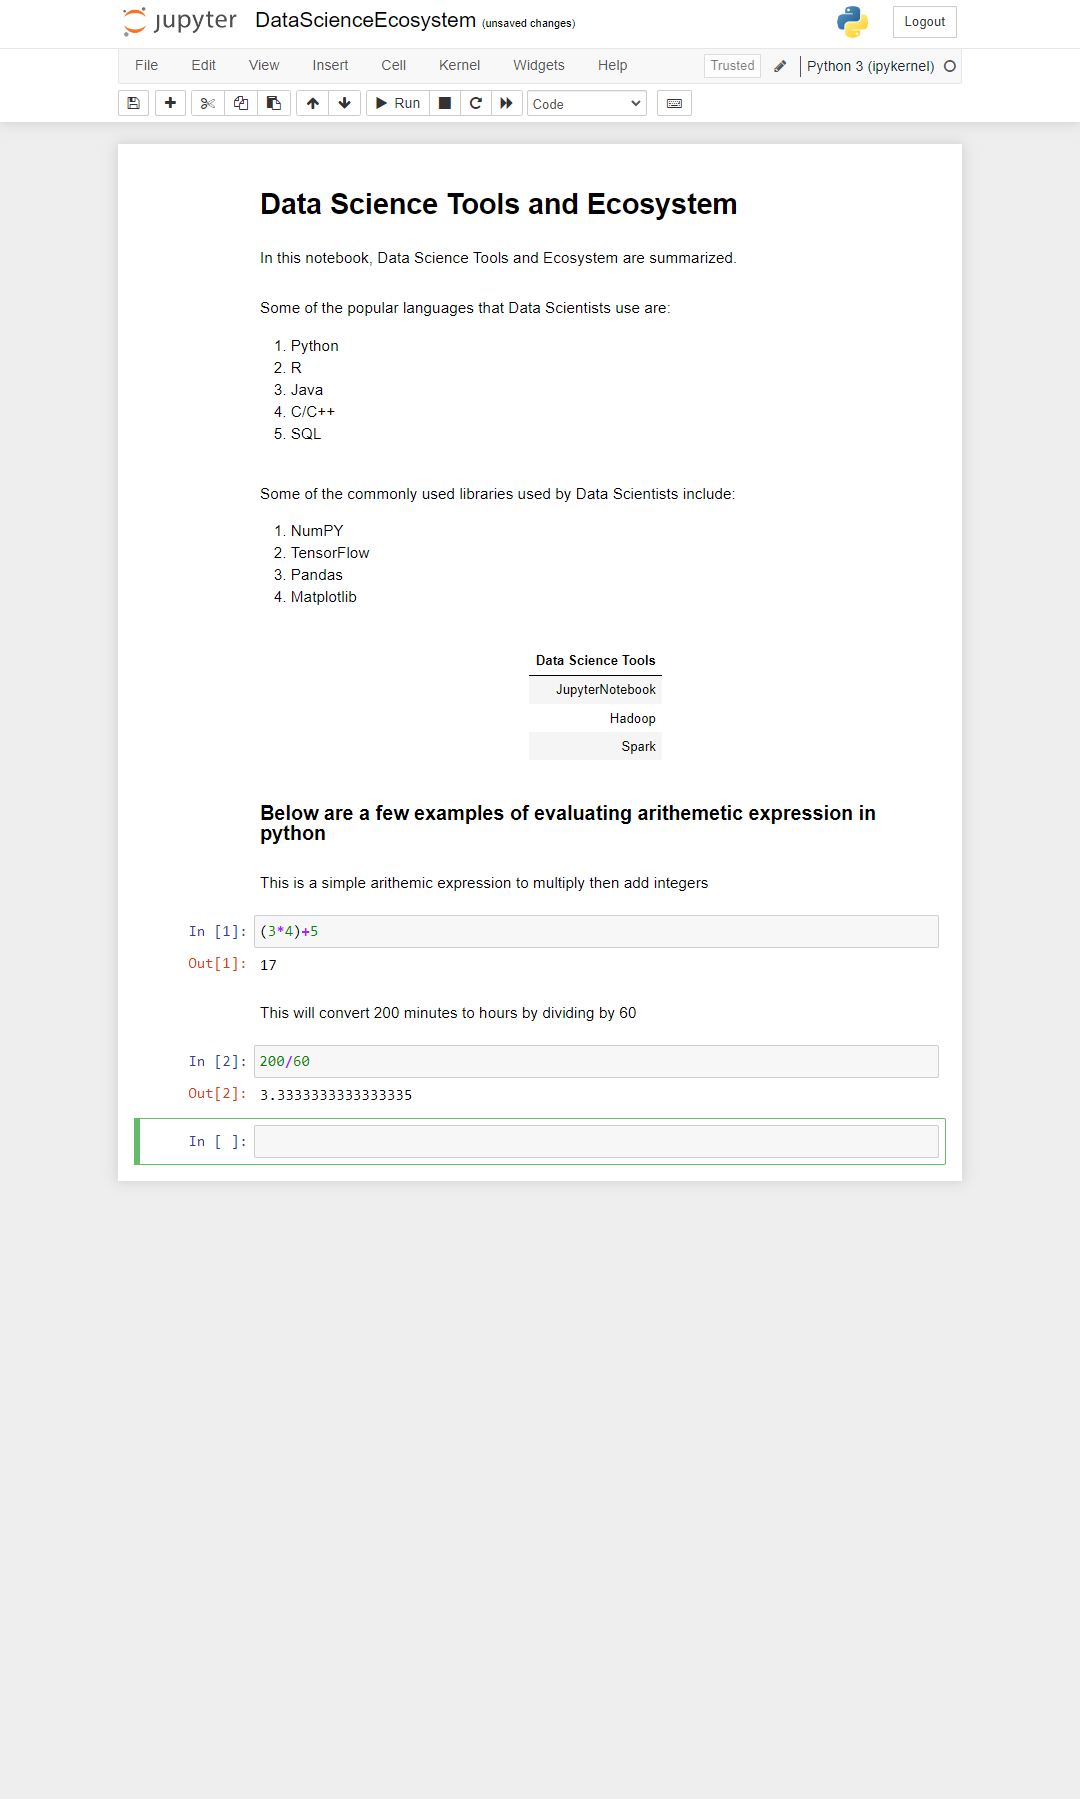 jupyter DataScienceEcosystem (unsaved changes) Logout
File Edit View Insert Cell Kernel Widgets Help Trusted Python 3 (ipykernel)
Run Code
Data Science Tools and Ecosystem
In this notebook, Data Science Tools and Ecosystem are summarized.
Some of the popular languages that Data Scientists use are:
1. Python
2. R
3. Java
4. C/C++
5. SQL
Some of the commonly used libraries used by Data Scientists include:
1. NumPY
2. TensorFlow
3. Pandas
4. Matplotlib
Data Science Tools
JupyterNotebook
Hadoop
Spark
Below are a few examples of evaluating arithemetic expression in
python
This is a simple arithemic expression to multiply then add integers
In [1]: (3*4)+5
Out[1]: 17
This will convert 200 minutes to hours by dividing by 60
In [2]: 200/60
Out[2]: 3.3333333333333335
In [ ]: